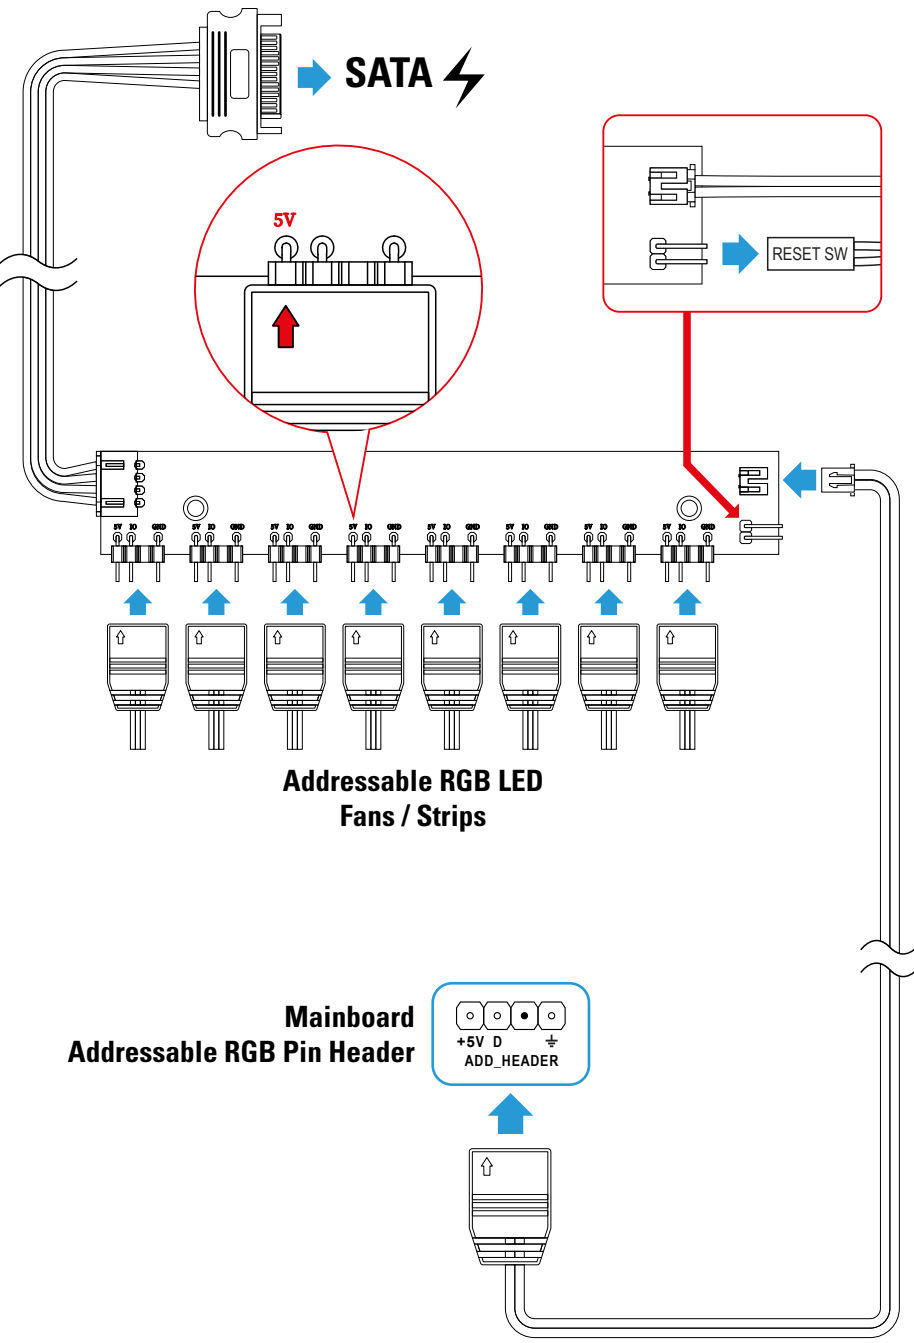 SATA
5V
RESET SW
5V IO GND
5V IO GND
5V IO GND
5V IO GND
5V IO GND
5V IO GND
5V IO GND
5V IO GND
Addressable RGB LED
Fans / Strips
Mainboard
Addressable RGB Pin Header
+5V D
ADD_HEADER